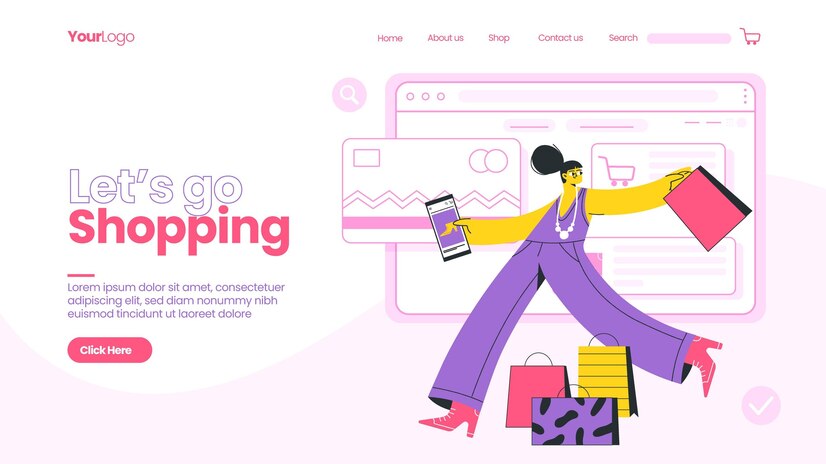 YourLogo
Home
About us
Shop
Contact us
Search
Let's go
Shopping
Lorem ipsum dolor sit amet, consectetuer
adipiscing elit, sed diam nonummy nibh
euismod tincidunt ut laoreet dolore
Click Here